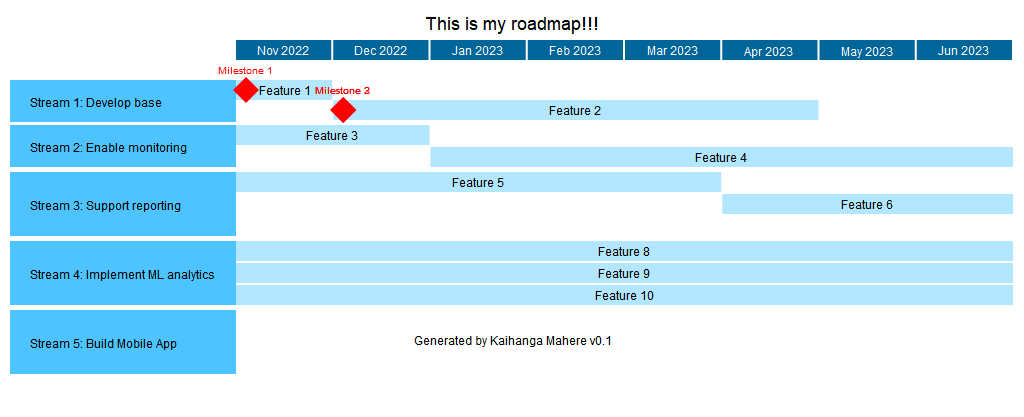 This is my roadmap!!!
Nov 2022 Dec 2022 Jan 2023 Feb 2023 Mar 2023 Apr 2023 May 2023 Jun 2023
Milestone 1
Stream 1: Develop base
Feature 1
Milestone
Feature 2
Stream 2: Enable monitoring
Feature 3
Feature 4
Stream 3: Support reporting
Feature 5
Feature 6
Stream 4: Implement ML analytics
Feature 8
Feature 9
Feature 10
Stream 5: Build Mobile App
Generated by Kaihanga Mahere v0.1